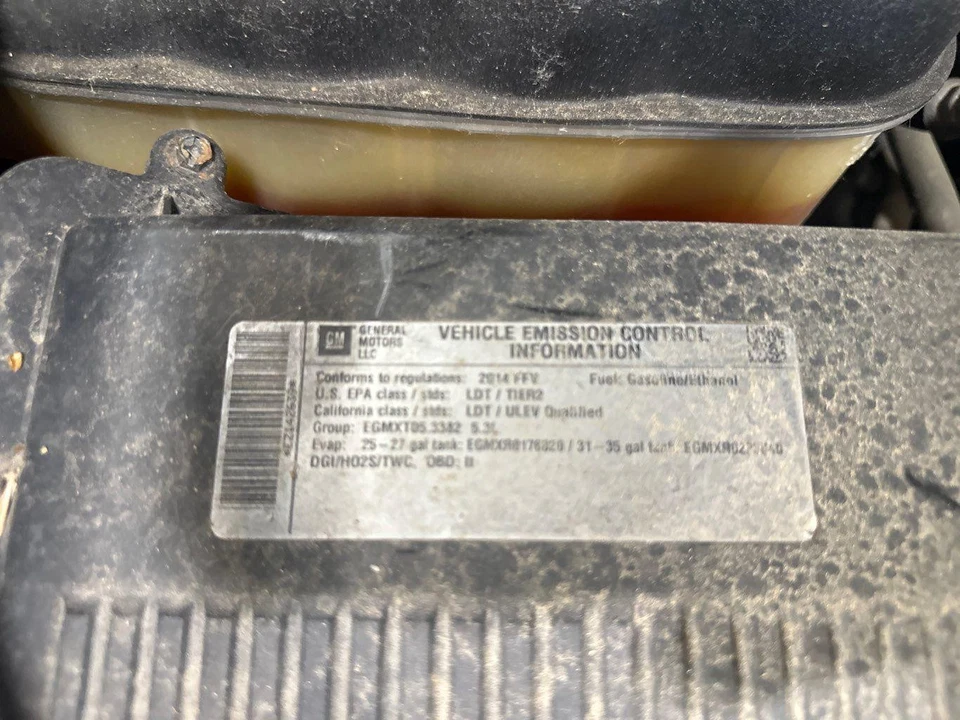 GM GENERAL MOTORS LLC
VEHICLE EMISSION CONTROL INFORMATION
Conforms to regulations: 2014 FFV Fuel: Gasoline/Ethanol
U.S. EPA class / stds: LDT / TIER2
California class / stds: LDT / ULEV Qualified
Group: EGMXT05.3382 5.3L
Evap: 25-27 gal tank: EGMXR0176820 / 31-35 gal tank:
DGI/HO2S/TWC, OBD: II